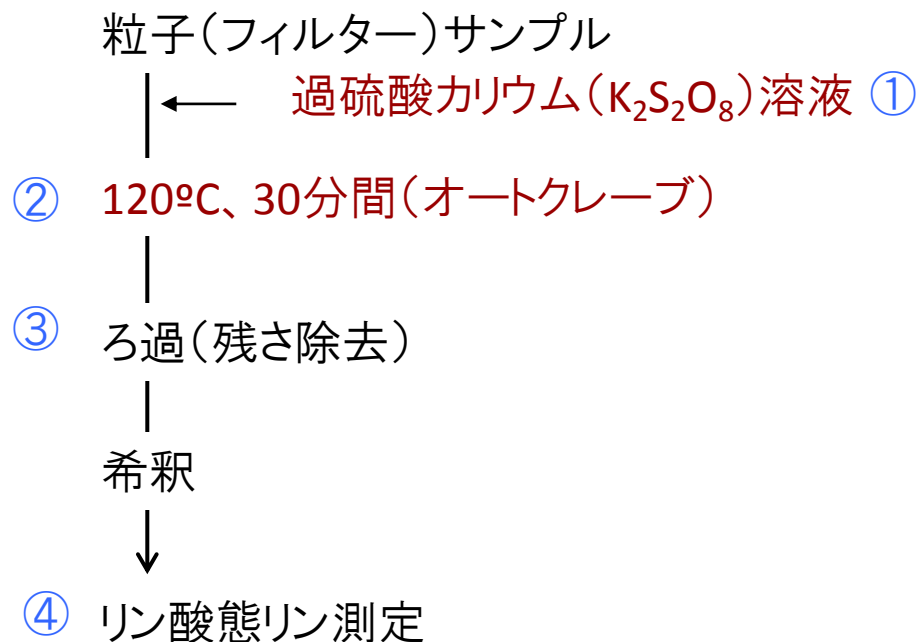 粒子(フィルター)サンプル
過硫酸カリウム(K₂S₂O₈)溶液 ①
② 120ºC、30分間(オートクレーブ)
③ ろ過(残さ除去)
希釈
④ リン酸態リン測定